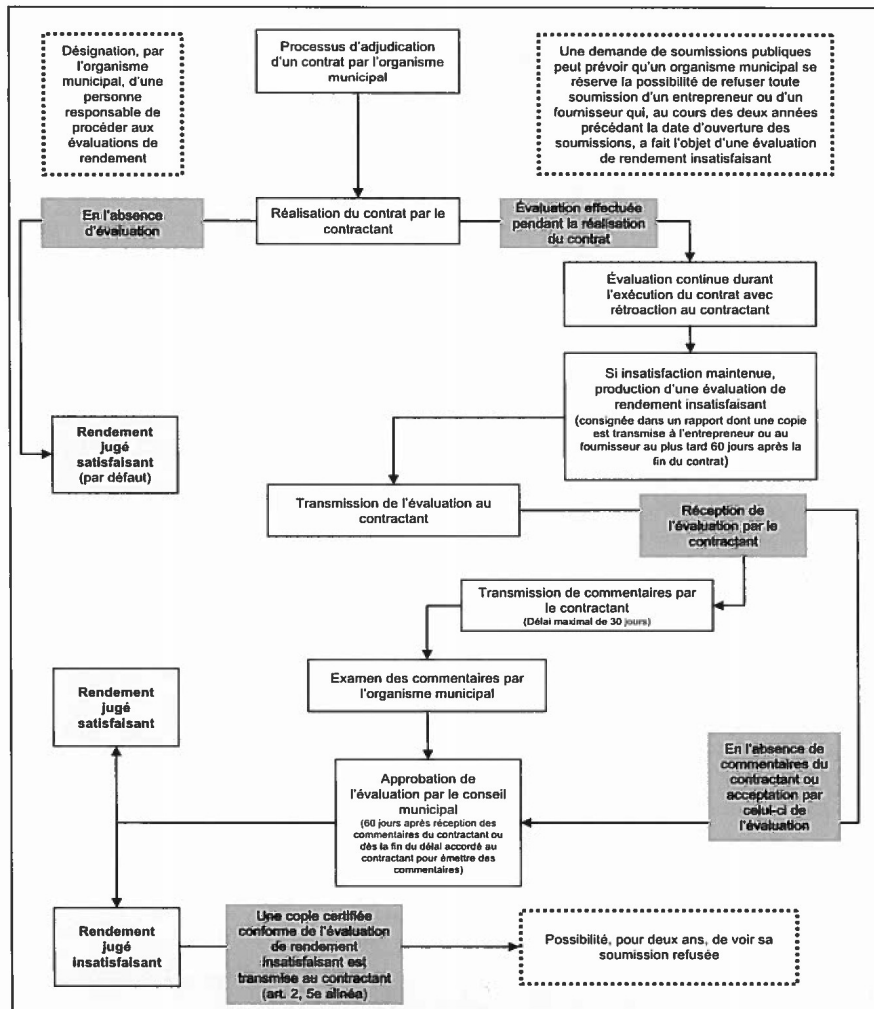 Désignation, par
l'organisme
municipal, d'une
personne
responsable de
procéder aux
évaluations de
rendement
Processus d'adjudication
d'un contrat par l'organisme
municipal
Une demande de soumissions publiques
peut prévoir qu'un organisme municipal se
réserve la possibilité de refuser toute
soumission d'un entrepreneur ou d'un
fournisseur qui, au cours des deux années
précédant la date d'ouverture des
soumissions, a fait l'objet d'une évaluation
de rendement insatisfaisant
En l'absence
d'évaluation
Réalisation du contrat par le
contractant
Évaluation effectuée
pendant la réalisation
du contrat
Évaluation continue durant
l'exécution du contrat avec
rétroaction au contractant
Si insatisfaction maintenue,
production d'une évaluation de
rendement insatisfaisant
(consignée dans un rapport dont une copie
est transmise à l'entrepreneur ou au
fournisseur au plus tard 60 jours après la
fin du contrat)
Rendement
jugé
satisfaisant
(par défaut)
Transmission de l'évaluation au
contractant
Réception de
l'évaluation par le
contractant
Transmission de commentaires par
le contractant
(Délai maximal de 30 jours)
Examen des commentaires par
l'organisme municipal
Rendement
jugé
satisfaisant
En l'absence de
commentaires du
contractant ou
acceptation par
celui-ci de
l'évaluation
Approbation de
l'évaluation par le conseil
municipal
(60 jours après réception des
commentaires du contractant ou
dès la fin du délai accordé au
contractant pour émettre des
commentaires)
Rendement
jugé
insatisfaisant
Une copie certifiée
conforme de l'évaluation
de rendement
insatisfaisant est
transmise au contractant
(art. 2, 5e alinéa)
Possibilité, pour deux ans, de voir sa
soumission refusée